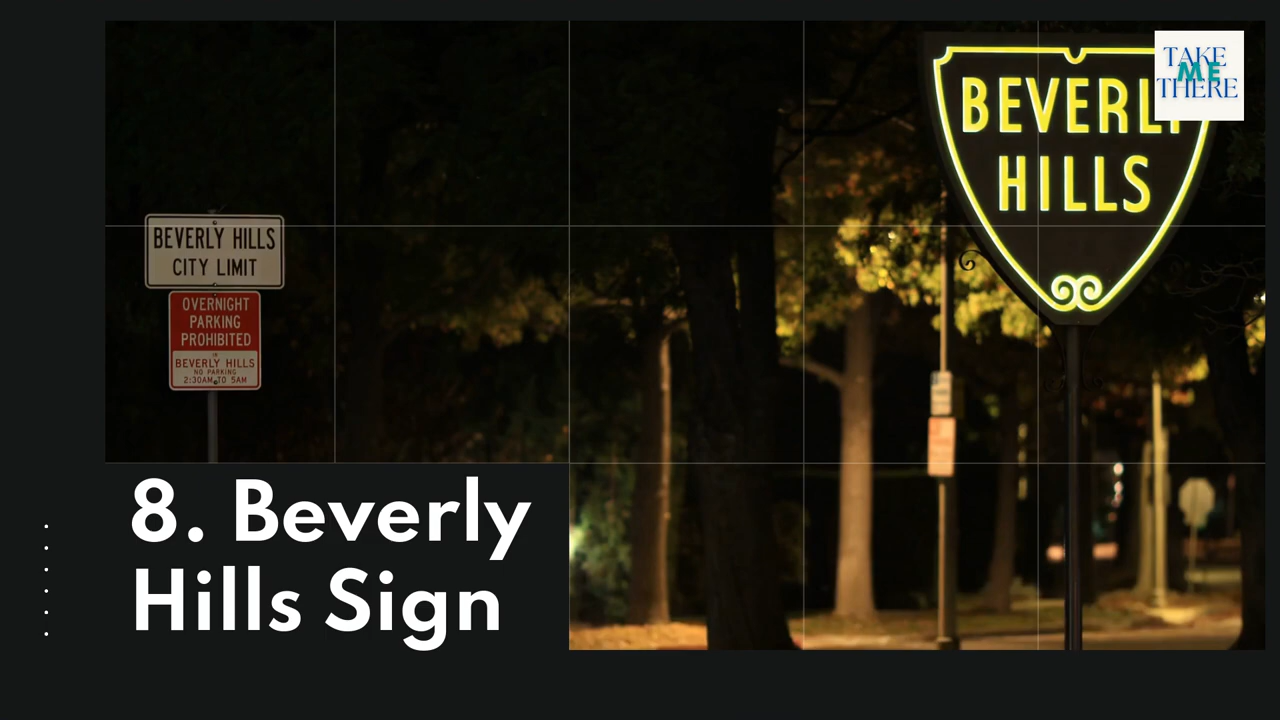 BEVERLY HILLS
CITY LIMIT
OVERNIGHT
PARKING
PROHIBITED
IN
BEVERLY HILLS
NO PARKING
2:30AM TO 5AM
BEVERLY
HILLS
TAKE
ME
THERE
8. Beverly
Hills Sign